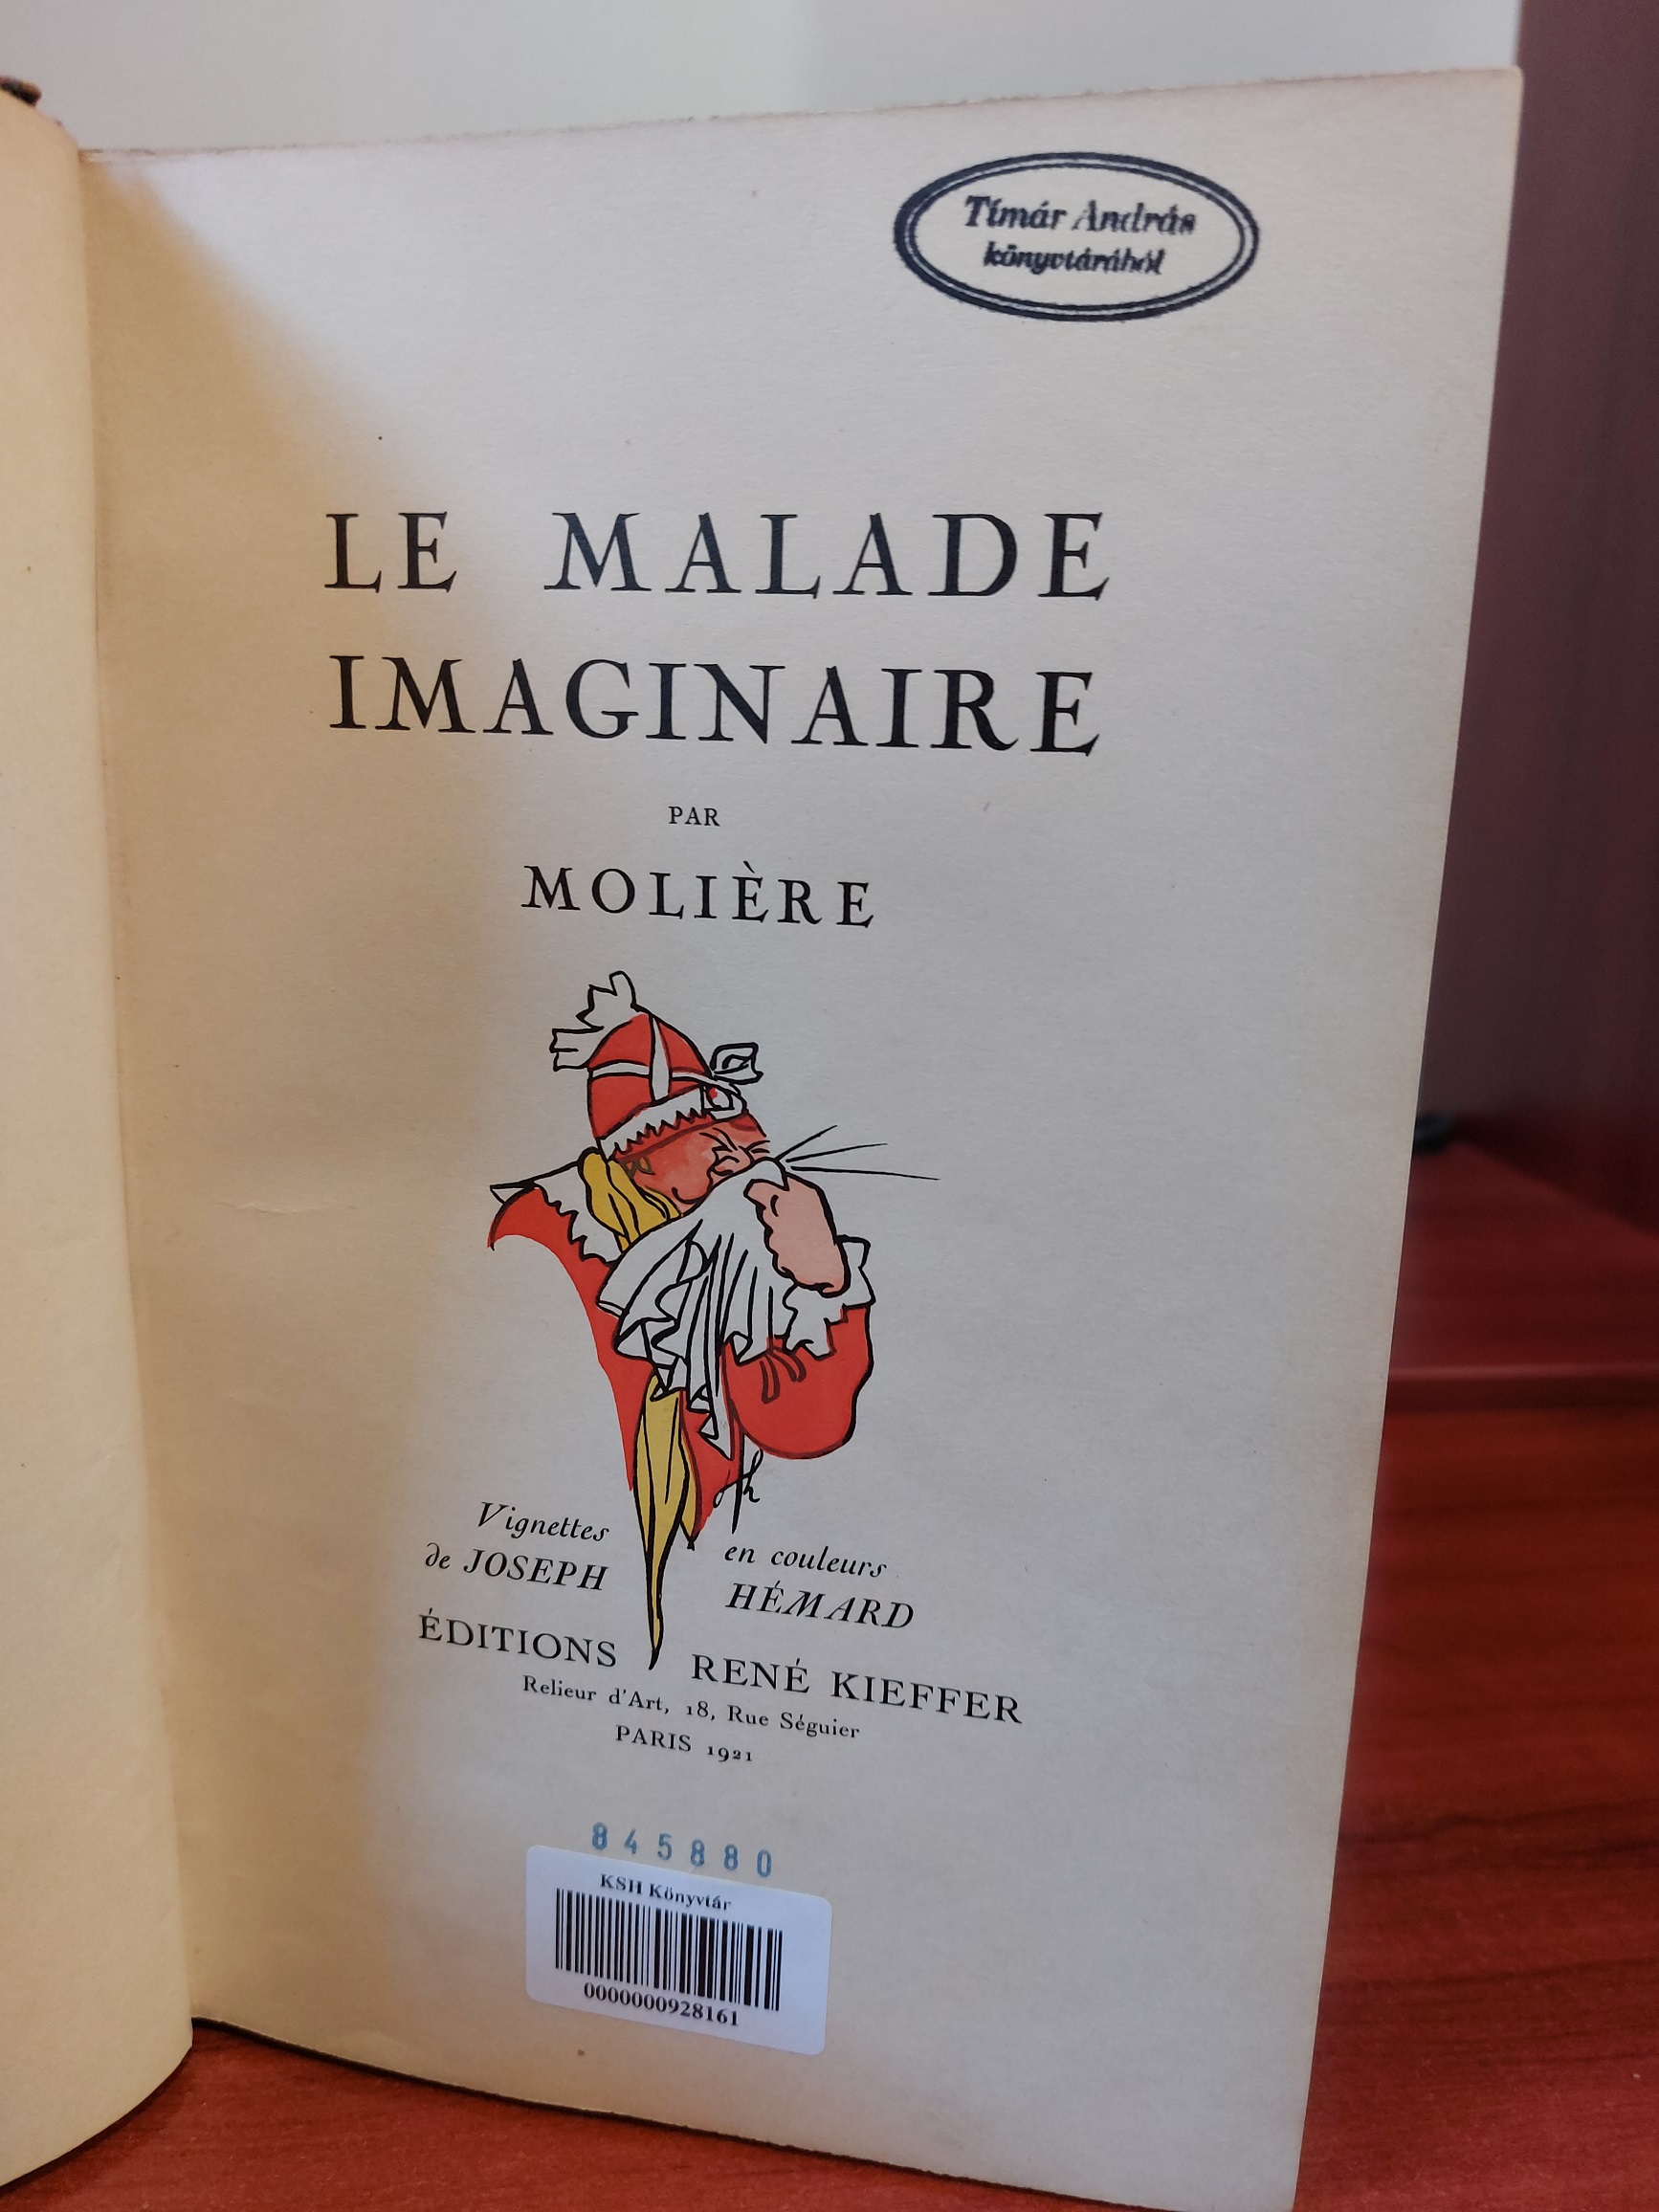 Tímár András
könyvtárából
LE MALADE
IMAGINAIRE
PAR
MOLIÈRE
Vignettes en couleurs
de JOSEPH HÉMARD
ÉDITIONS RENÉ KIEFFER
Relieur d'Art, 18, Rue Séguier
PARIS 1921
845880
KSH Könyvtár
0000000928161